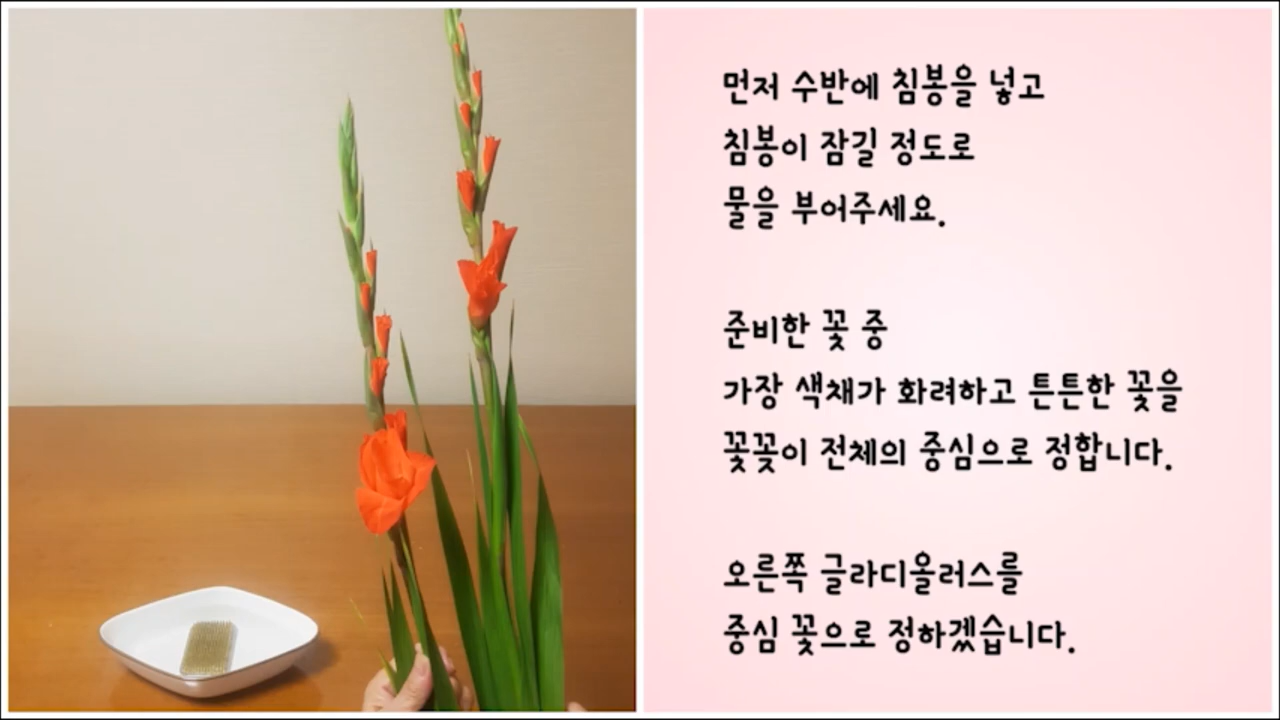 먼저 수반에 침봉을 넣고
침봉이 잠길 정도로
물을 부어주세요.
준비한 꽃 중
가장 색채가 화려하고 튼튼한 꽃을
꽃꽂이 전체의 중심으로 정합니다.
오른쪽 글라디올러스를
중심 꽃으로 정하겠습니다.